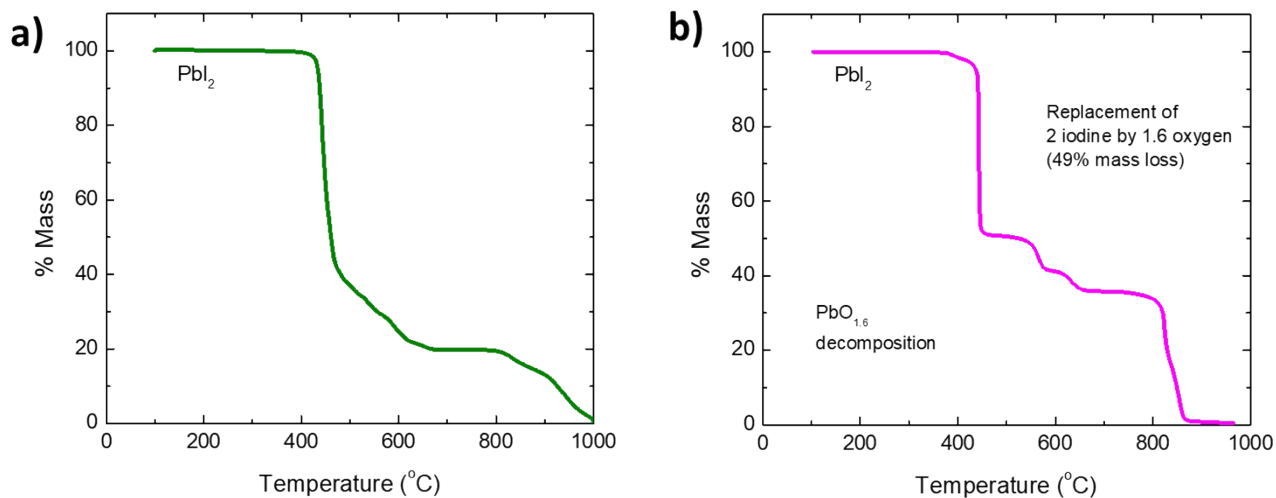 a)
100
80
60
40
20
0
% Mass
PbI₂
0 200 400 600 800 1000
Temperature (°C)
b)
100
80
60
40
20
0
% Mass
PbI₂
Replacement of
2 iodine by 1.6 oxygen
(49% mass loss)
PbO₁.₆
decomposition
0 200 400 600 800 1000
Temperature (°C)